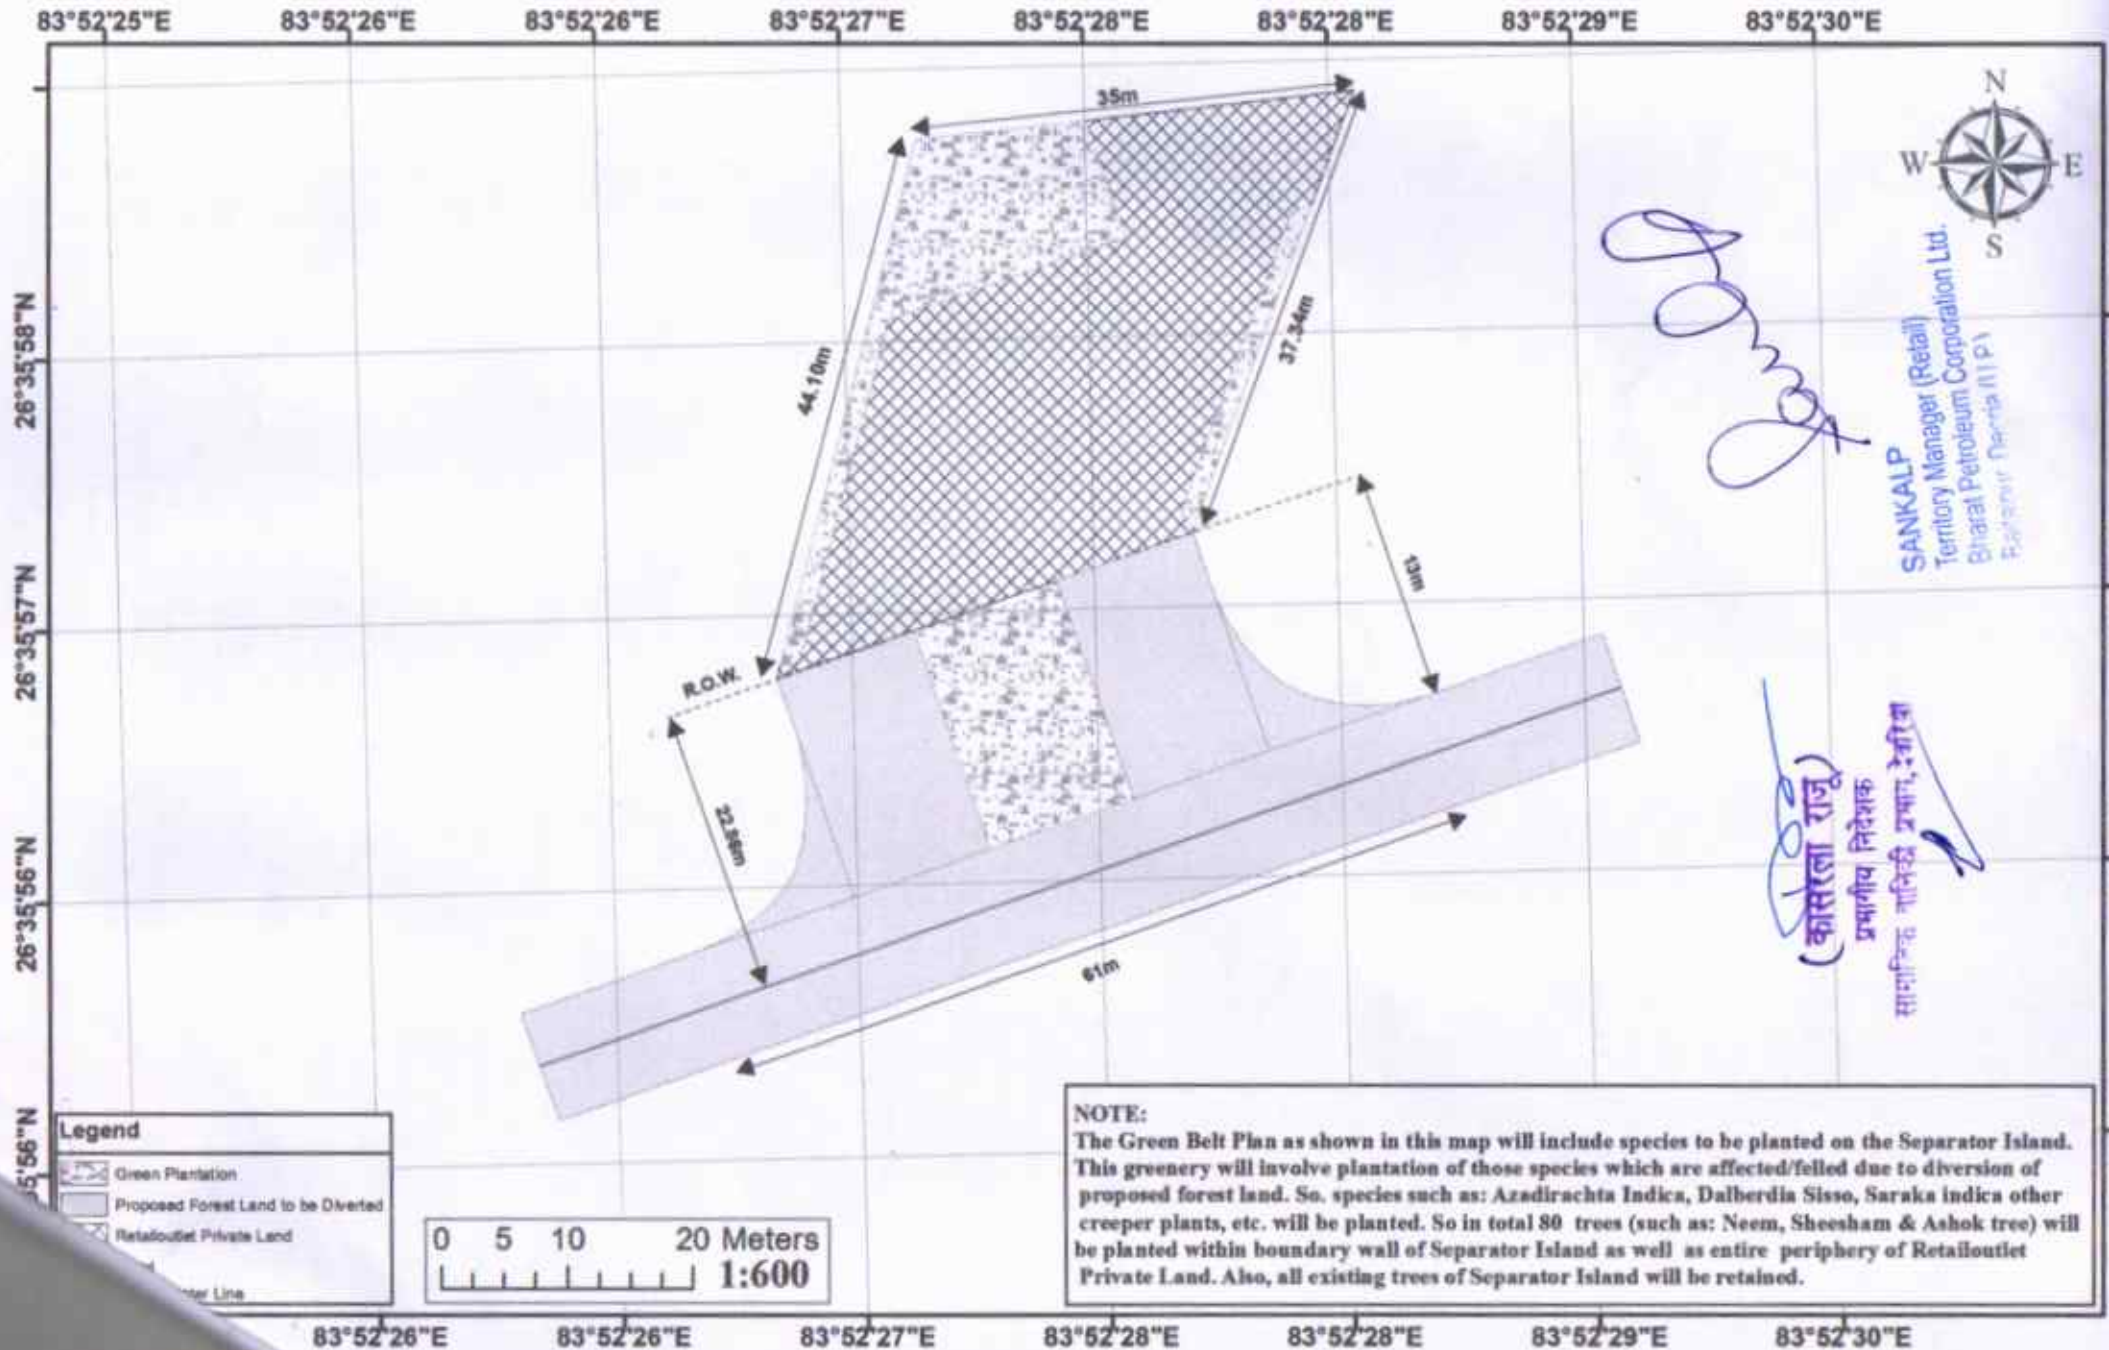 83°52'25"E 83°52'26"E 83°52'26"E 83°52'27"E 83°52'28"E 83°52'28"E 83°52'29"E 83°52'30"E
N
W E
S
35m
44.10m
37.34m
13m
R.O.W.
22.98m
61m
26°35'58"N
26°35'57"N
26°35'56"N
35'56"N
SANKALP
Territory Manager (Retail)
Bharat Petroleum Corporation Ltd.
(कासरला राजू)
प्रभागीय निदेशक
सामाजिक वानिकी प्रभाग, देवरिया
Legend
Green Plantation
Proposed Forest Land to be Diverted
Retailoutlet Private Land
Line
0 5 10 20 Meters
1:600
NOTE:
The Green Belt Plan as shown in this map will include species to be planted on the Separator Island.
This greenery will involve plantation of those species which are affected/felled due to diversion of
proposed forest land. So, species such as: Azadirachta Indica, Dalberdia Sisso, Saraka indica other
creeper plants, etc. will be planted. So in total 80 trees (such as: Neem, Sheesham & Ashok tree) will
be planted within boundary wall of Separator Island as well as entire periphery of Retailoutlet
Private Land. Also, all existing trees of Separator Island will be retained.
83°52'26"E 83°52'26"E 83°52'27"E 83°52'28"E 83°52'28"E 83°52'29"E 83°52'30"E